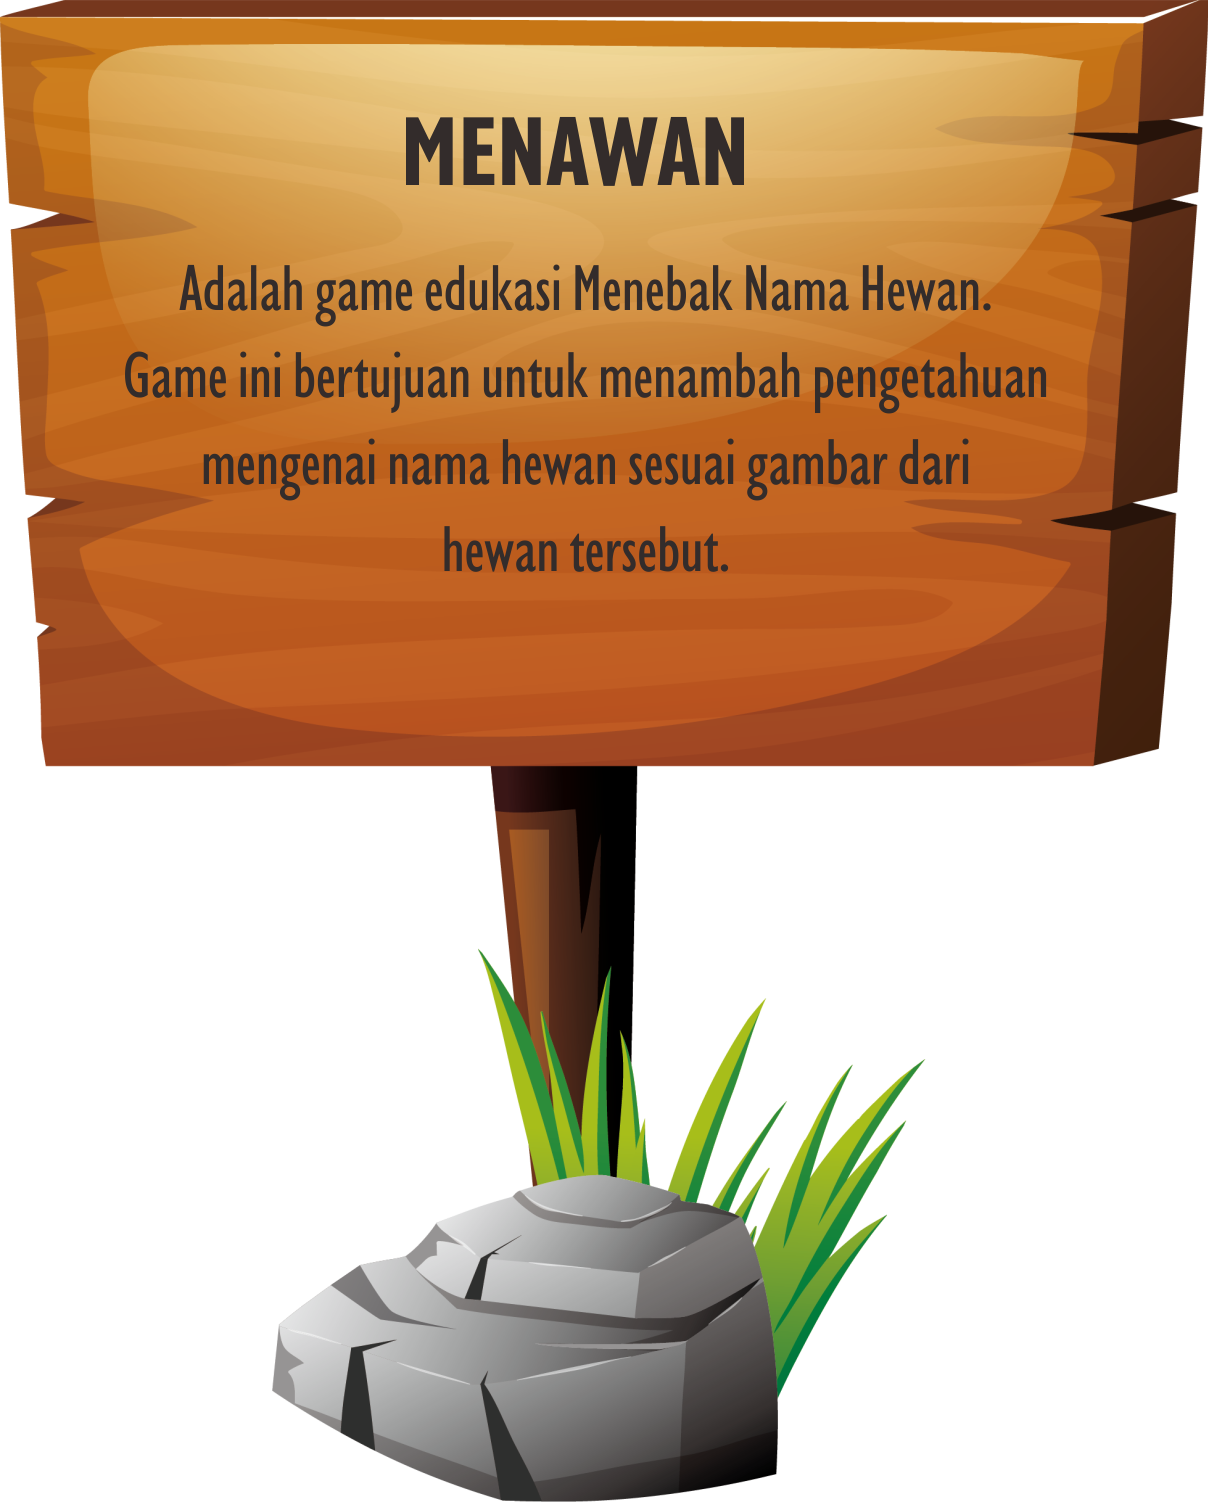 MENAWAN
Adalah game edukasi Menebak Nama Hewan.
Game ini bertujuan untuk menambah pengetahuan
mengenai nama hewan sesuai gambar dari
hewan tersebut.